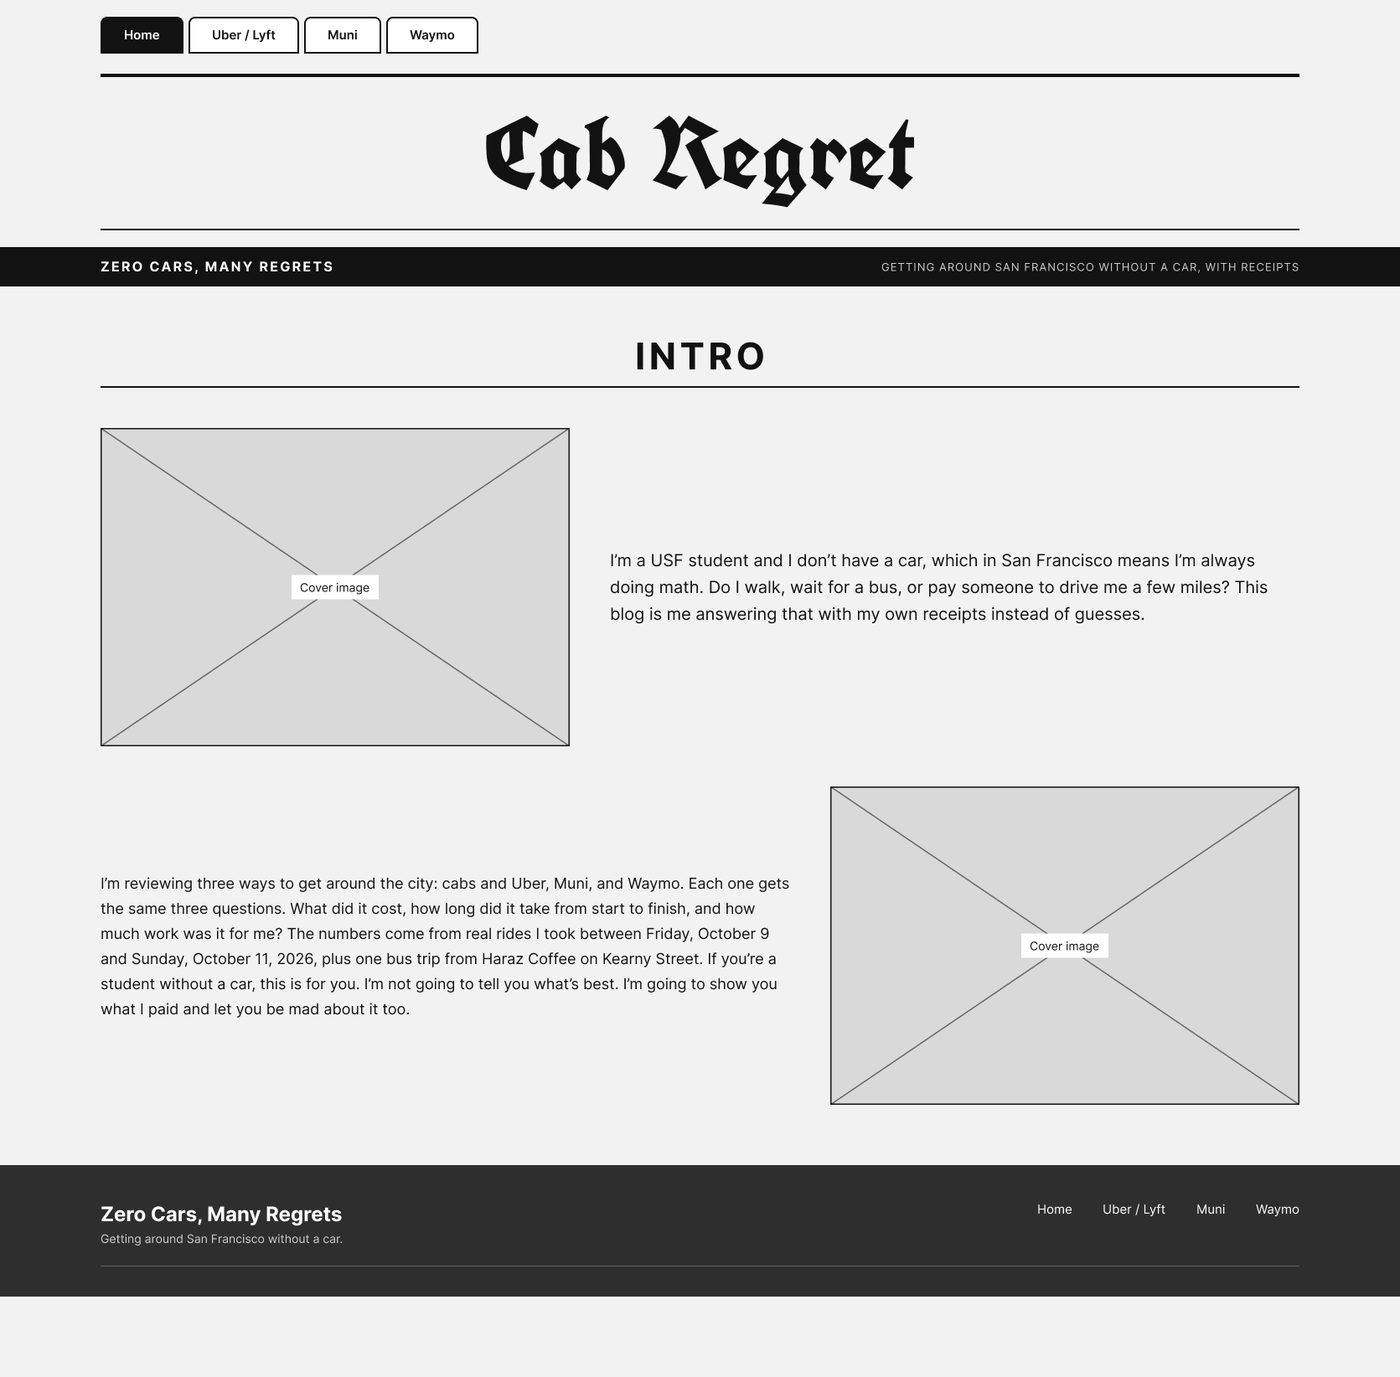 Home
Uber / Lyft
Muni
Waymo
Cab Regret
ZERO CARS, MANY REGRETS
GETTING AROUND SAN FRANCISCO WITHOUT A CAR, WITH RECEIPTS
INTRO
Cover image
I’m a USF student and I don’t have a car, which in San Francisco means I’m always
doing math. Do I walk, wait for a bus, or pay someone to drive me a few miles? This
blog is me answering that with my own receipts instead of guesses.
I’m reviewing three ways to get around the city: cabs and Uber, Muni, and Waymo. Each one gets
the same three questions. What did it cost, how long did it take from start to finish, and how
much work was it for me? The numbers come from real rides I took between Friday, October 9
and Sunday, October 11, 2026, plus one bus trip from Haraz Coffee on Kearny Street. If you’re a
student without a car, this is for you. I’m not going to tell you what’s best. I’m going to show you
what I paid and let you be mad about it too.
Cover image
Zero Cars, Many Regrets
Getting around San Francisco without a car.
Home
Uber / Lyft
Muni
Waymo